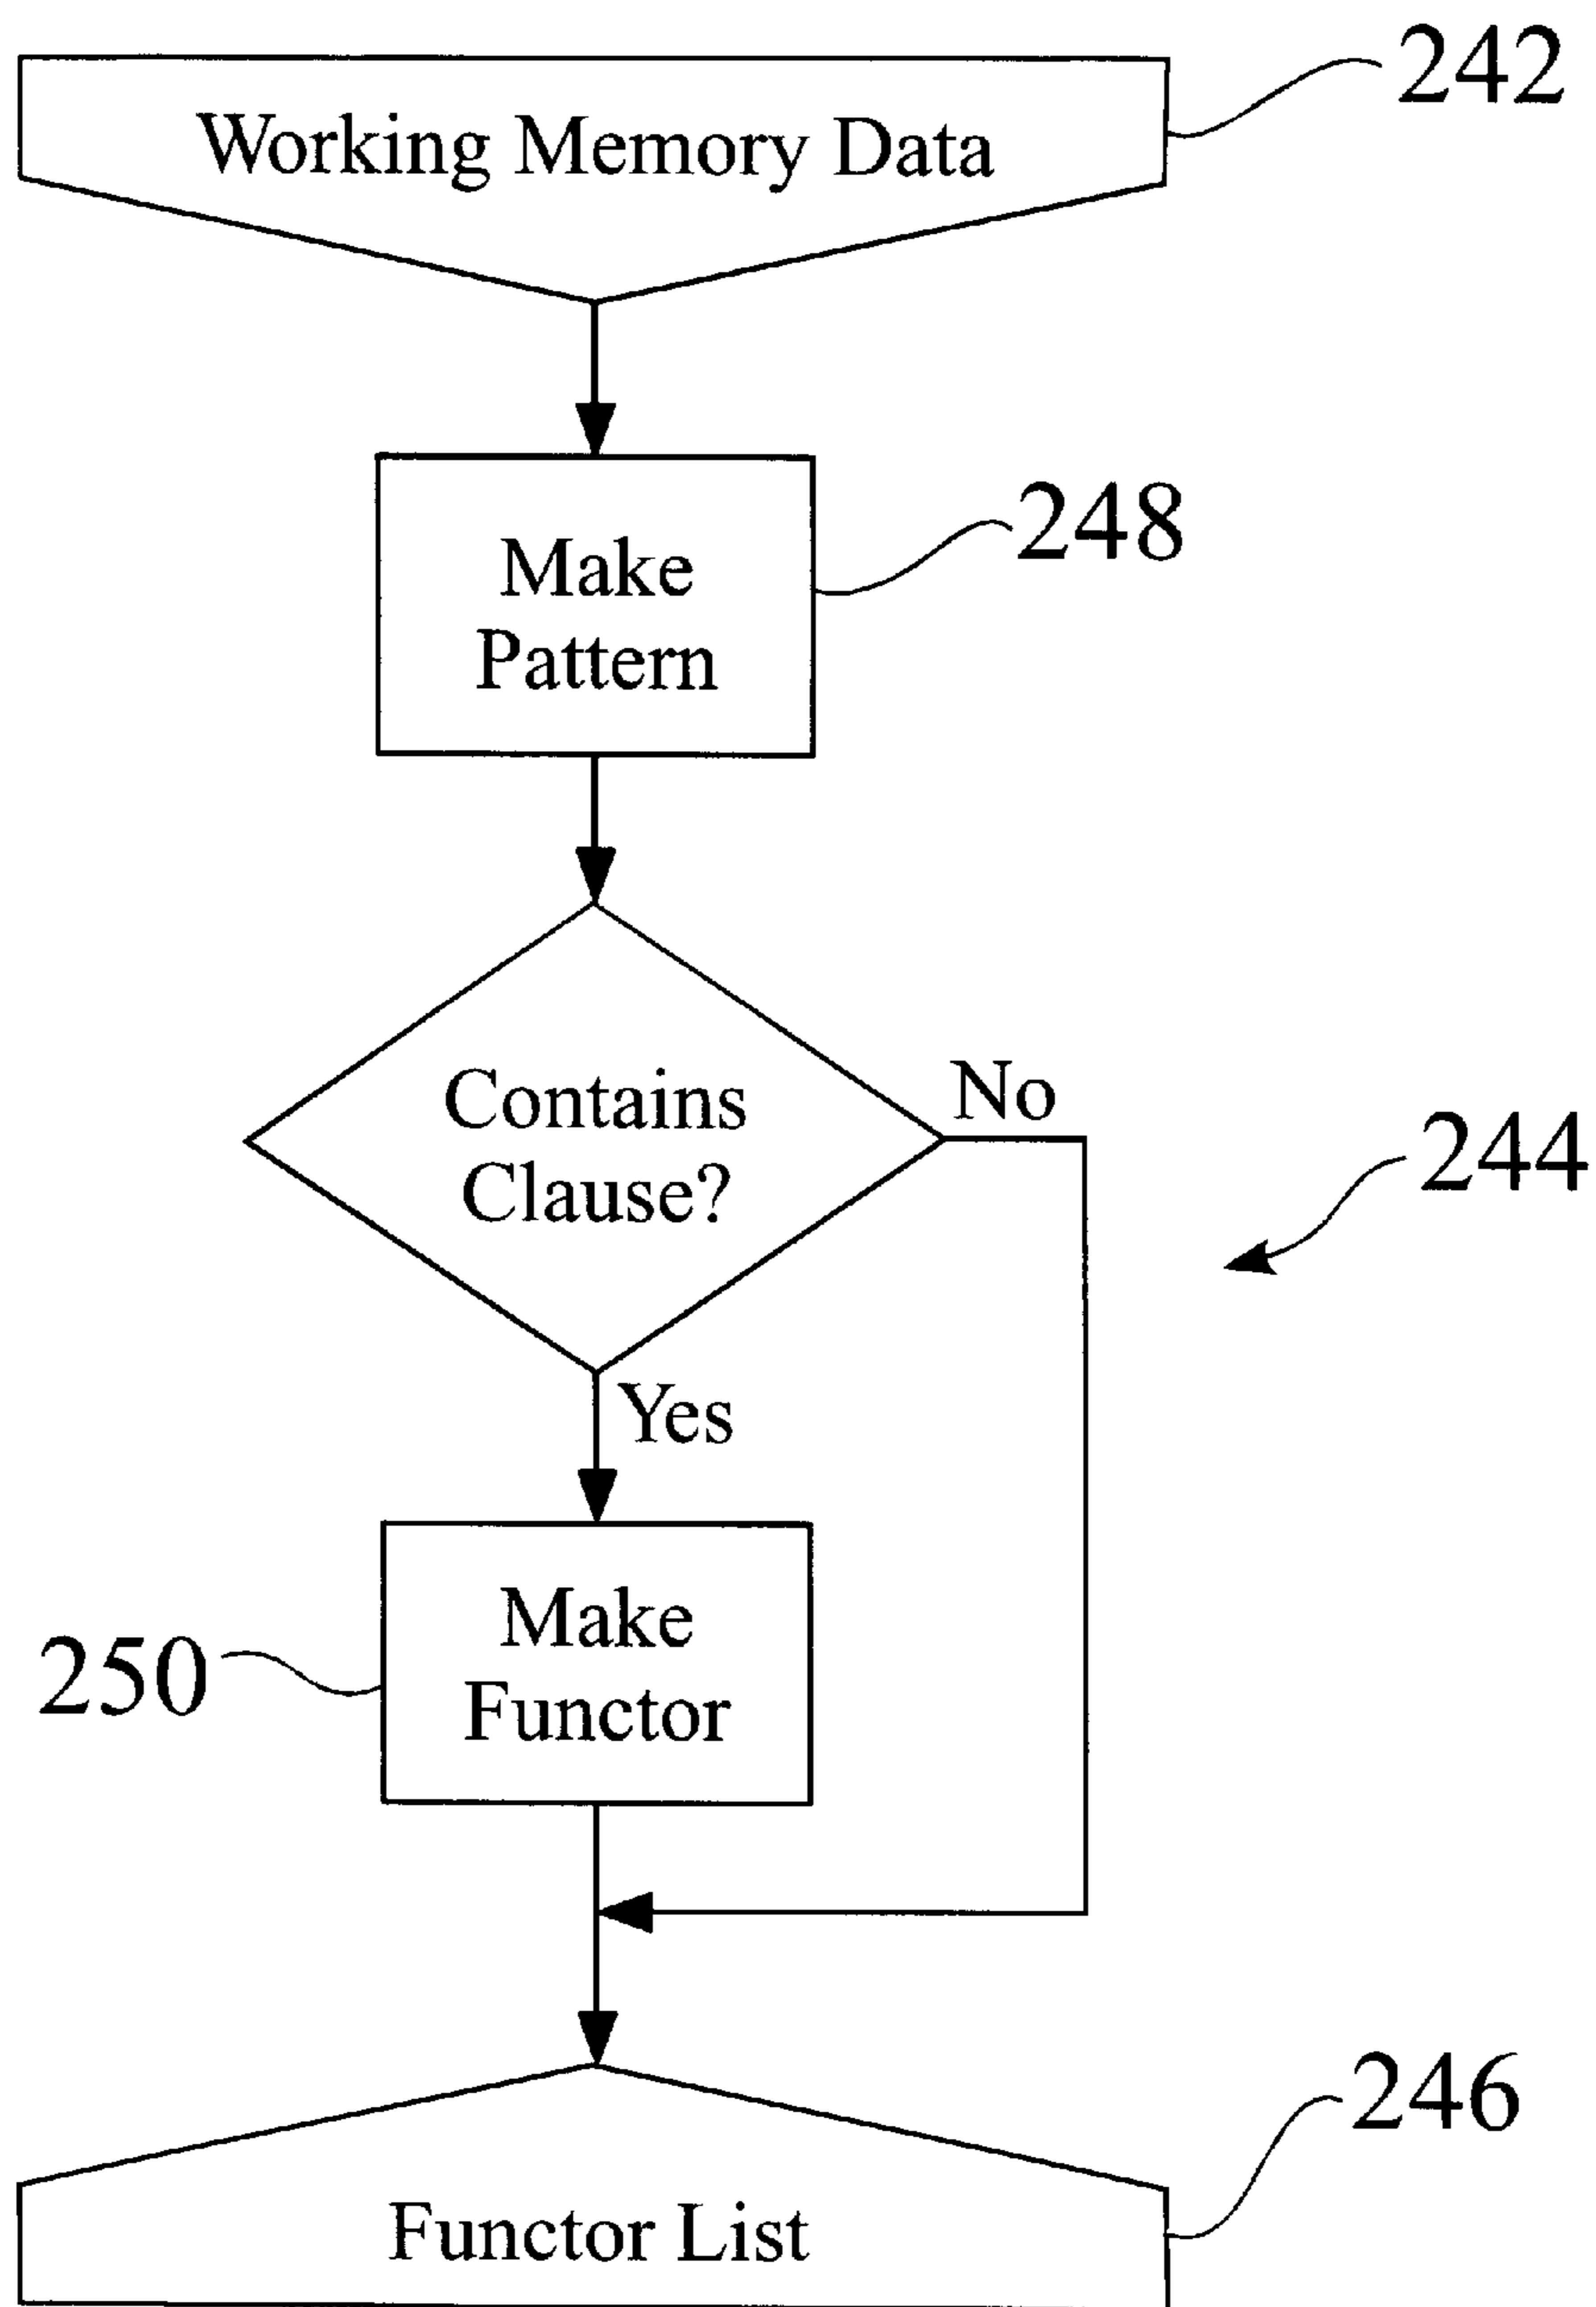 242
Working Memory Data
248
Make
Pattern
Contains
Clause?
No
244
Yes
Make
Functor
250
246
Functor List